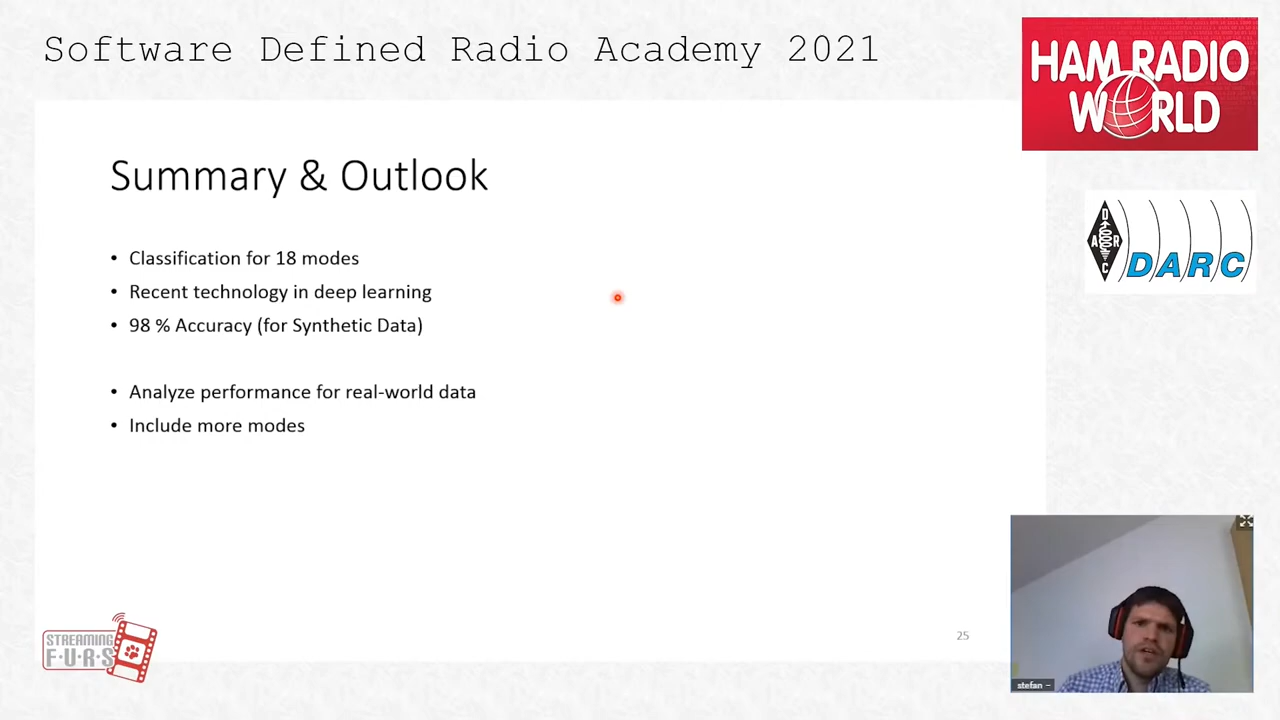 Software Defined Radio Academy 2021
HAM RADIO
WORLD
Summary & Outlook
D
A R
C
DARC
• Classification for 18 modes
• Recent technology in deep learning
• 98 % Accuracy (for Synthetic Data)
• Analyze performance for real-world data
• Include more modes
STREAMING
F·U·R·S
25
stefan –